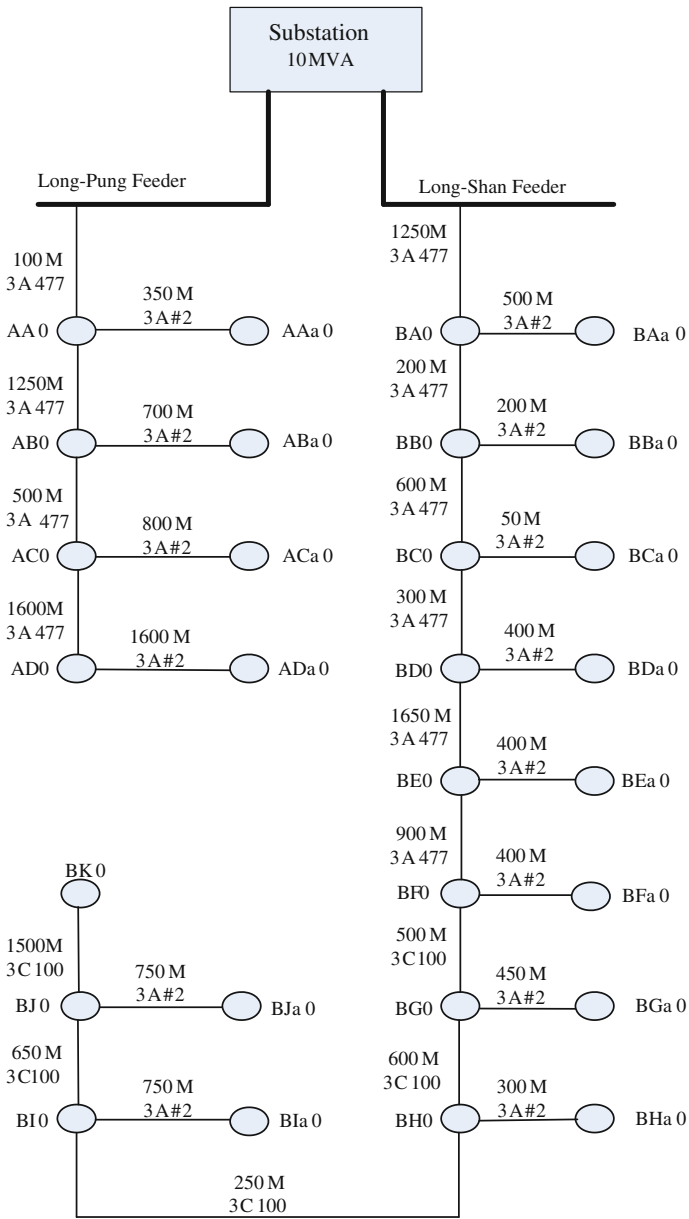 Substation
10MVA
Long-Pung Feeder
Long-Shan Feeder
100 M
3A 477
350 M
3A#2
AA 0
AAa 0
1250M
3A 477
700 M
3A#2
AB0
ABa 0
500 M
3A 477
800 M
3A#2
AC0
ACa 0
1600M
3A 477
1600 M
3A#2
AD0
ADa 0
1250M
3A 477
500 M
3A#2
BA0
BAa 0
200 M
3A 477
200 M
3A#2
BB0
BBa 0
600 M
3A 477
50 M
3A#2
BC0
BCa 0
300 M
3A 477
400 M
3A#2
BD0
BDa 0
1650 M
3A 477
400 M
3A#2
BE0
BEa 0
900 M
3A 477
400 M
3A#2
BF0
BFa 0
500 M
3C100
450 M
3A#2
BG0
BGa 0
600 M
3C 100
300 M
3A#2
BH0
BHa 0
BK 0
1500M
3C 100
750 M
3A#2
BJ 0
BJa 0
650 M
3C100
750 M
3A#2
BI 0
BIa 0
250 M
3C 100